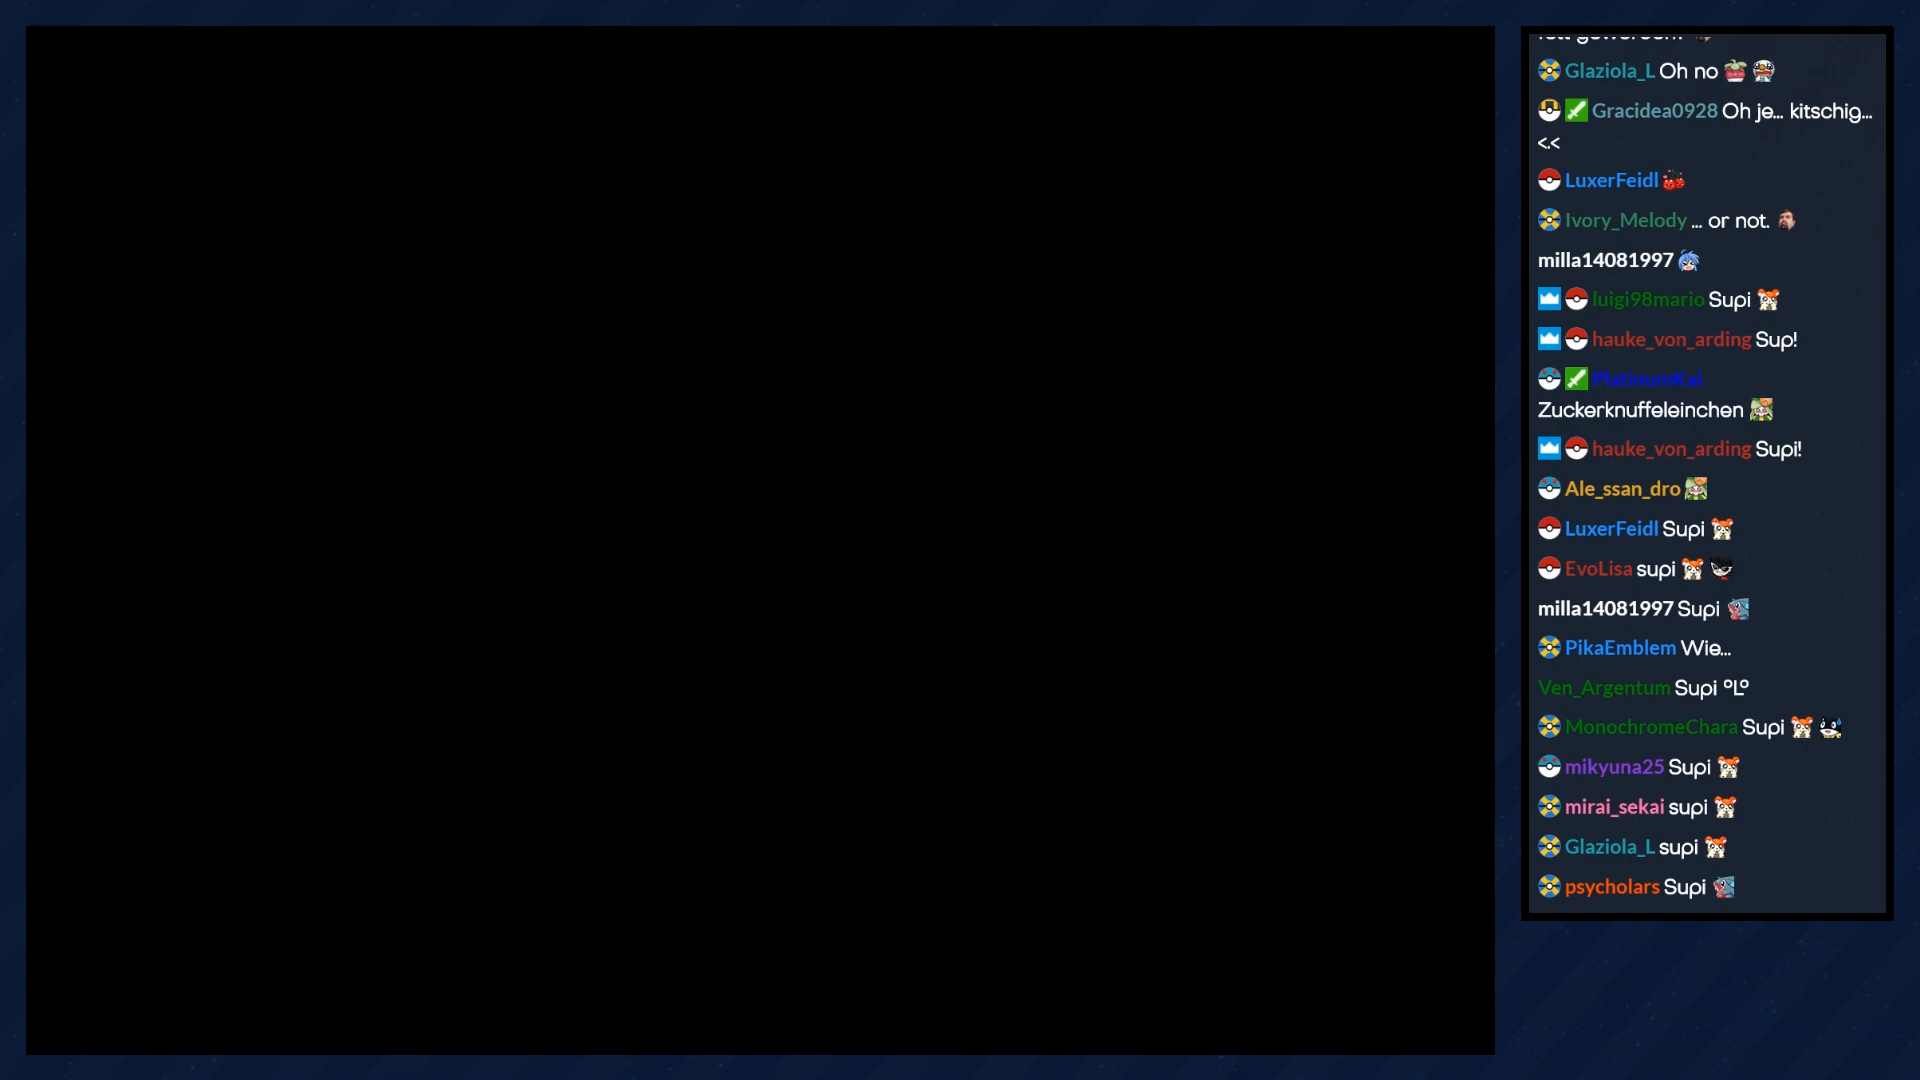 Glaziola_L Oh no
Gracidea0928 Oh je... kitschig...
<.<
LuxerFeidl
Ivory_Melody ... or not.
milla14081997
luigi98mario Supi
hauke_von_arding Sup!
PlatinumKai
Zuckerknuffeleinchen
hauke_von_arding Supi!
Ale_ssan_dro
LuxerFeidl Supi
EvoLisa supi
milla14081997 Supi
PikaEmblem Wie...
Ven_Argentum Supi °L°
MonochromeChara Supi
mikyuna25 Supi
mirai_sekai supi
Glaziola_L supi
psycholars Supi